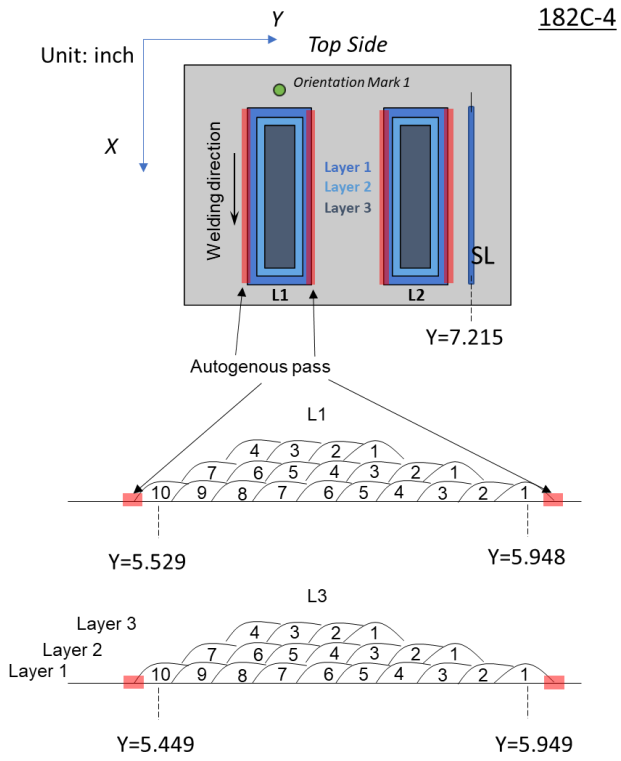 182C-4
Y
Unit: inch
Top Side
Orientation Mark 1
X
Welding direction
Layer 1
Layer 2
Layer 3
SL
L1
L2
Y=7.215
Autogenous pass
L1
4 3 2 1
7 6 5 4 3 2 1
10 9 8 7 6 5 4 3 2 1
Y=5.529
Y=5.948
L3
Layer 3
4 3 2 1
Layer 2
7 6 5 4 3 2 1
Layer 1
10 9 8 7 6 5 4 3 2 1
Y=5.449
Y=5.949